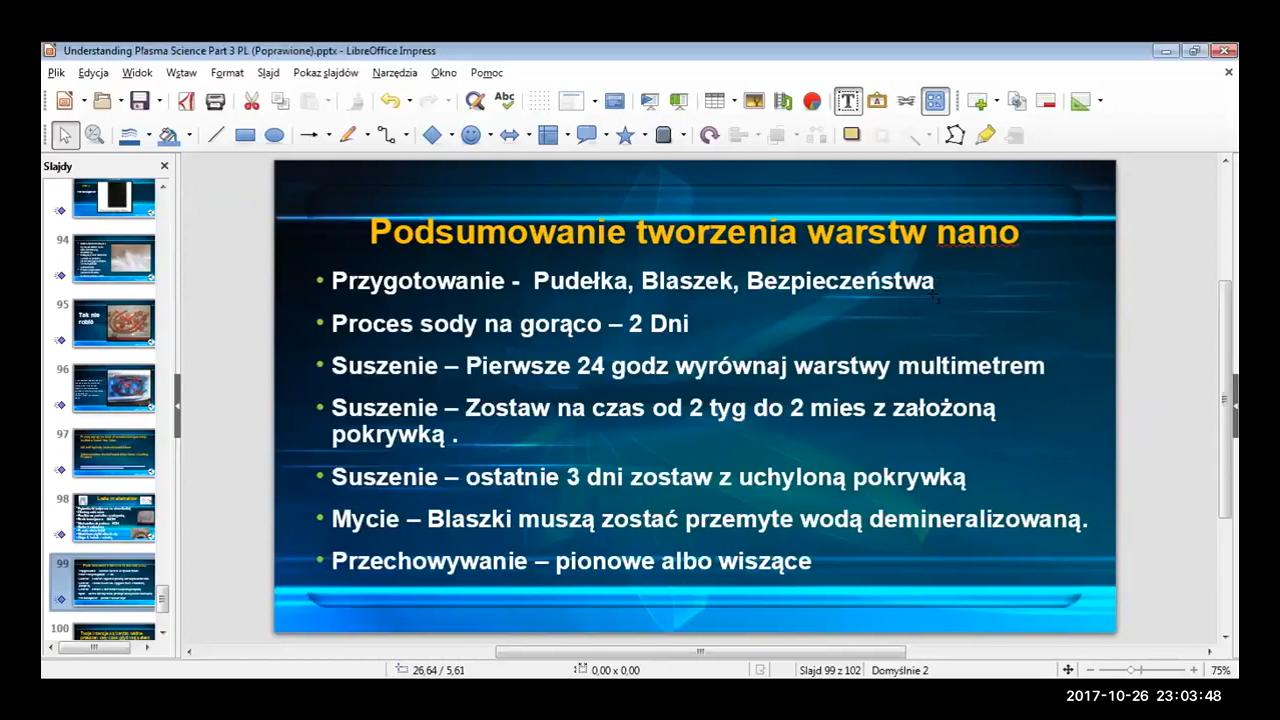 Understanding Plasma Science Part 3 PL (Poprawione).pptx - LibreOffice Impress
Plik Edycja Widok Wstaw Format Slajd Pokaz slajdów Narzędzia Okno Pomoc
Abc
Slajdy
94
95
Tak nie robić
96
97
98
99
100
Podsumowanie tworzenia warstw nano
• Przygotowanie - Pudełka, Blaszek, Bezpieczeństwa
• Proces sody na gorąco – 2 Dni
• Suszenie – Pierwsze 24 godz wyrównaj warstwy multimetrem
• Suszenie – Zostaw na czas od 2 tyg do 2 mies z założoną
pokrywką .
• Suszenie – ostatnie 3 dni zostaw z uchyloną pokrywką
• Mycie – Blaszki muszą zostać przemyte wodą demineralizowaną.
• Przechowywanie – pionowe albo wiszące
26,64 / 5,61 0,00 x 0,00 Slajd 99 z 102 Domyślnie 2 75%
2017-10-26 23:03:48